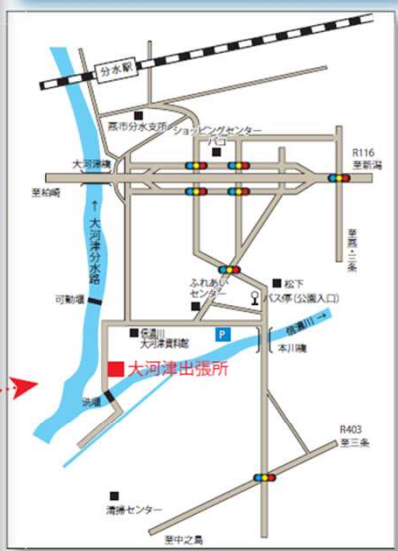 分水駅
燕市分水支所
ショッピングセンター
パコ
大河津橋
R116
至新潟
至柏崎
↑大河津分水路
至燕・三条
ふれあい
センター
松下
バス停（公園入口）
可動堰
信濃川→
信濃川
大河津資料館
P
本川橋
大河津出張所
洗堰
R403
至三条
清掃センター
至中之島